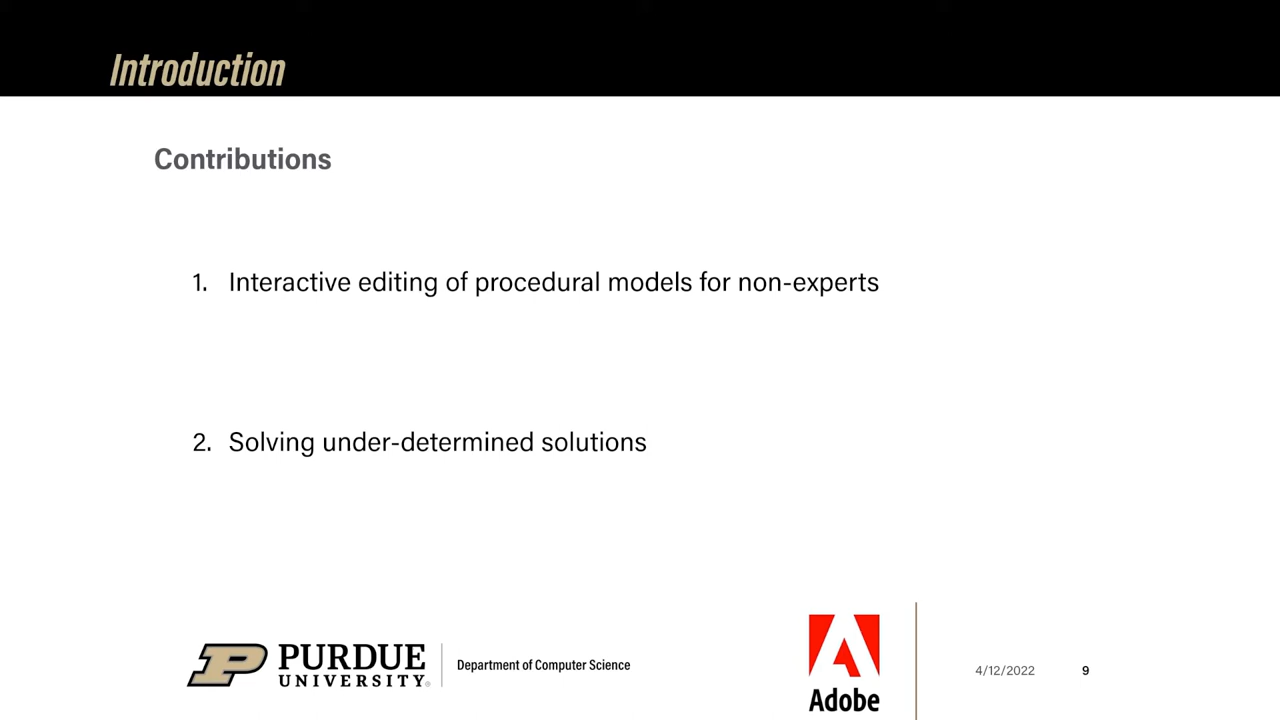 Introduction
Contributions
1. Interactive editing of procedural models for non-experts
2. Solving under-determined solutions
P PURDUE UNIVERSITY®
Department of Computer Science
Adobe
4/12/2022
9